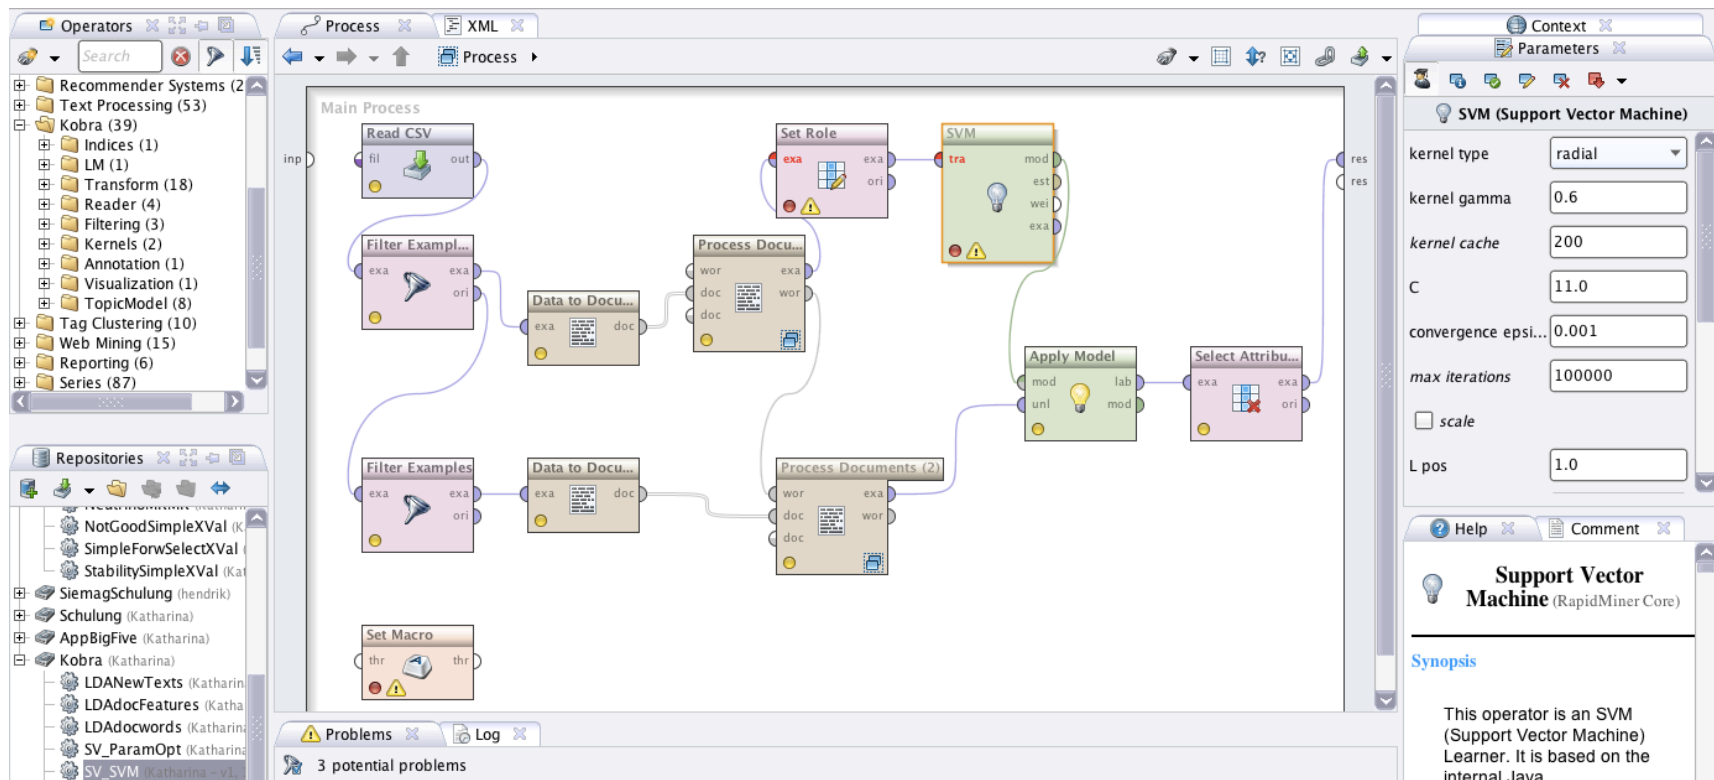 Operators
Search
Recommender Systems (2
Text Processing (53)
Kobra (39)
Indices (1)
LM (1)
Transform (18)
Reader (4)
Filtering (3)
Kernels (2)
Annotation (1)
Visualization (1)
TopicModel (8)
Tag Clustering (10)
Web Mining (15)
Reporting (6)
Series (87)
Repositories
NotGoodSimpleXVal (K
SimpleForwSelectXVal (
StabilitySimpleXVal (Kat
SiemagSchulung (hendrik)
Schulung (Katharina)
AppBigFive (Katharina)
Kobra (Katharina)
LDANewTexts (Katharin
LDAdocFeatures (Katha
LDAdocwords (Katharin
SV_ParamOpt (Katharina
SV_SVM (Katharina - v1,
Process
XML
Process
Main Process
inp
Read CSV
fil out
Filter Exampl...
exa exa
ori
Data to Docu...
exa doc
Process Docu...
wor exa
doc wor
doc
Set Role
exa exa
ori
SVM
tra mod
est
wei
exa
res
res
Apply Model
mod lab
unl mod
Select Attribu...
exa exa
ori
Filter Examples
exa exa
ori
Data to Docu...
exa doc
Process Documents (2)
wor exa
doc wor
doc
Set Macro
thr thr
Problems
Log
3 potential problems
Context
Parameters
SVM (Support Vector Machine)
kernel type radial
kernel gamma 0.6
kernel cache 200
C 11.0
convergence epsi... 0.001
max iterations 100000
scale
L pos 1.0
Help
Comment
Support Vector
Machine (RapidMiner Core)
Synopsis
This operator is an SVM
(Support Vector Machine)
Learner. It is based on the
internal Java